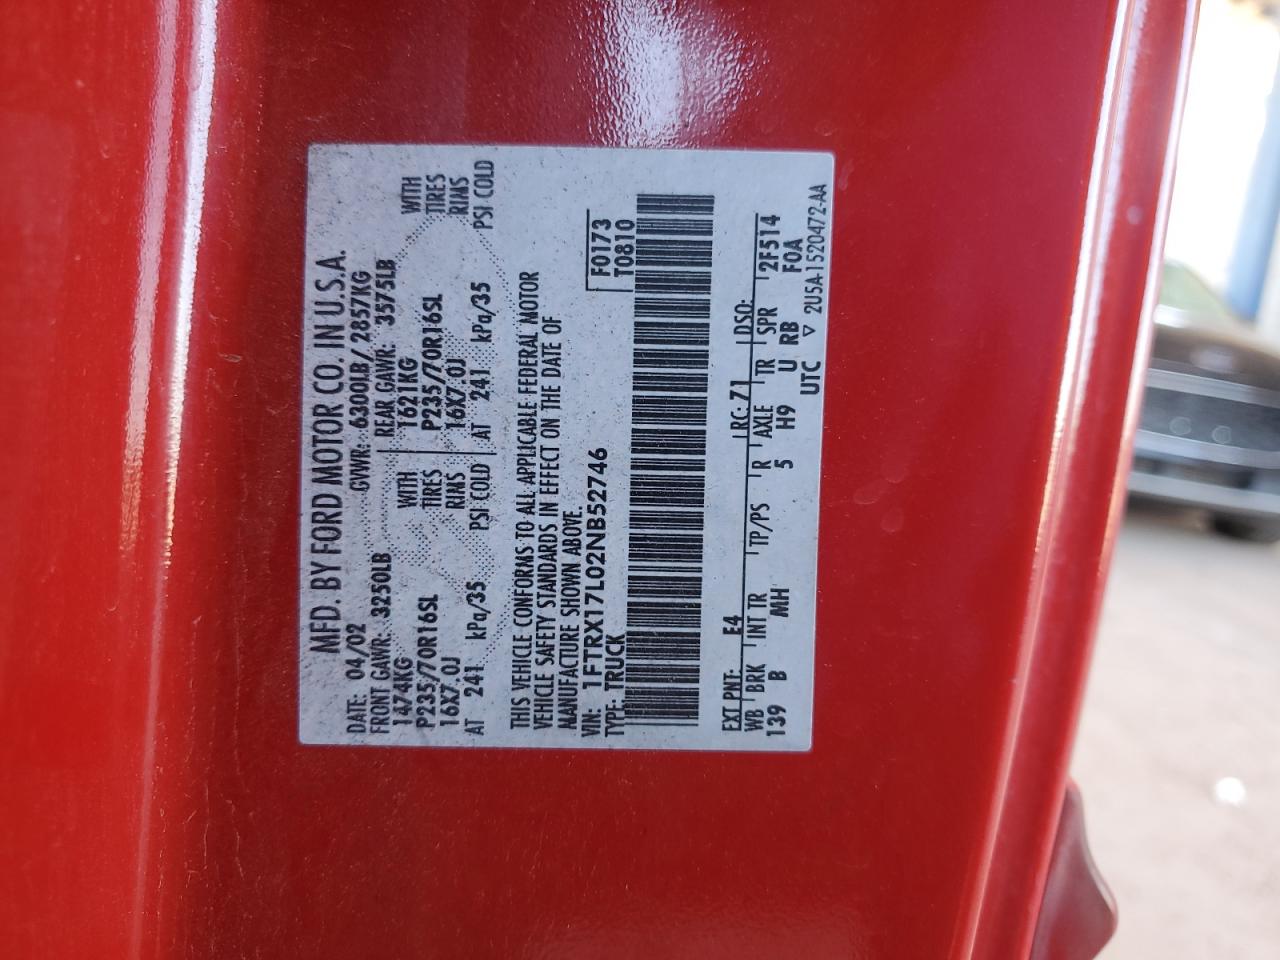 MFD. BY FORD MOTOR CO. IN U.S.A.
DATE: 04/02 GVWR: 6300LB/ 2857KG
FRONT GAWR: 3250LB REAR GAWR: 3575LB
1474KG WITH 1621KG WITH
P235/70R16SL TIRES P235/70R16SL TIRES
16X7.0J RIMS 16X7.0J RIMS
AT 241 kPa/35 PSI COLD AT 241 kPa/35 PSI COLD
THIS VEHICLE CONFORMS TO ALL APPLICABLE FEDERAL MOTOR
VEHICLE SAFETY STANDARDS IN EFFECT ON THE DATE OF
MANUFACTURE SHOWN ABOVE.
VIN: 1FTRX17L02NB52746 F0173
TYPE: TRUCK T0810
EXT PNT: E4 RC: 71 DSO:
WB BRK INT TR TP/PS R AXLE TR SPR 2F514
139 B MH 5 H9 U RB F0A
UTC ▽ 2U5A-1520472-AA